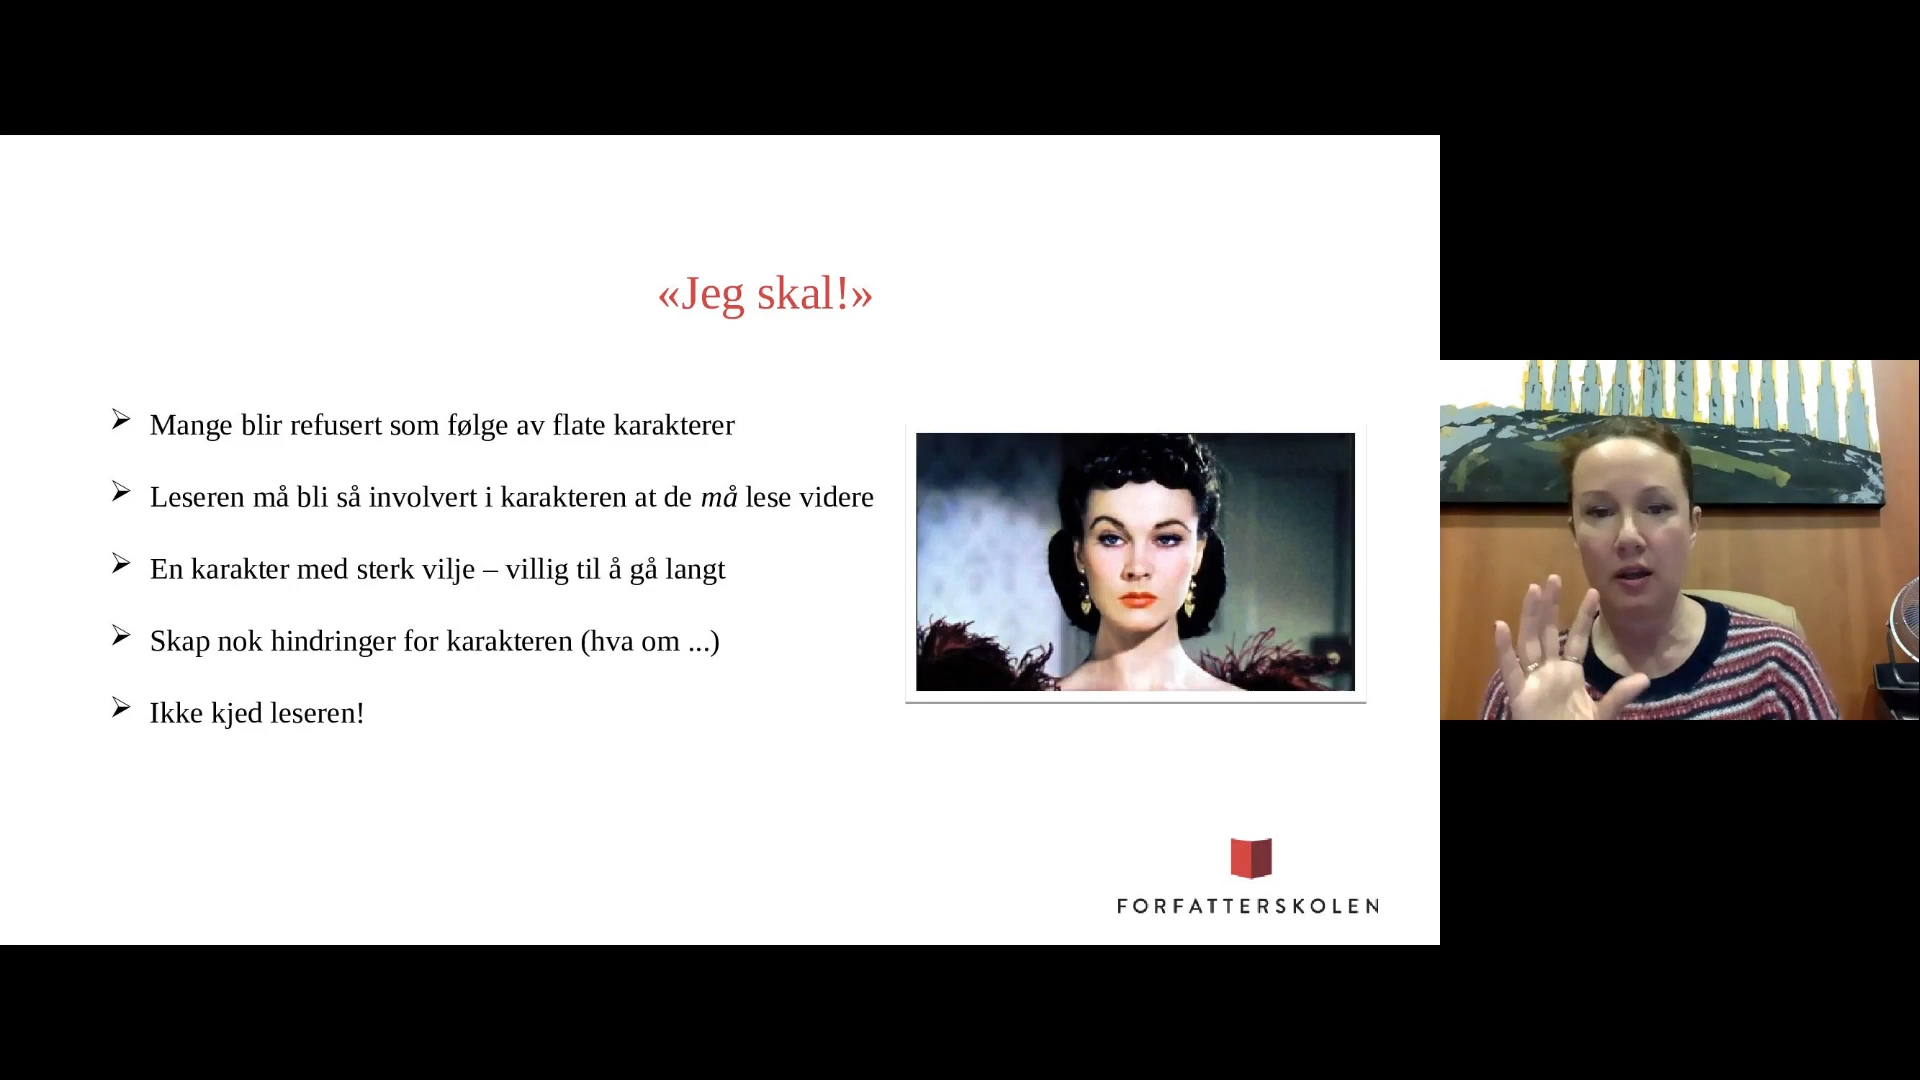 «Jeg skal!»
Mange blir refusert som følge av flate karakterer
Leseren må bli så involvert i karakteren at de må lese videre
En karakter med sterk vilje – villig til å gå langt
Skap nok hindringer for karakteren (hva om ...)
Ikke kjed leseren!
FORFATTERSKOLEN